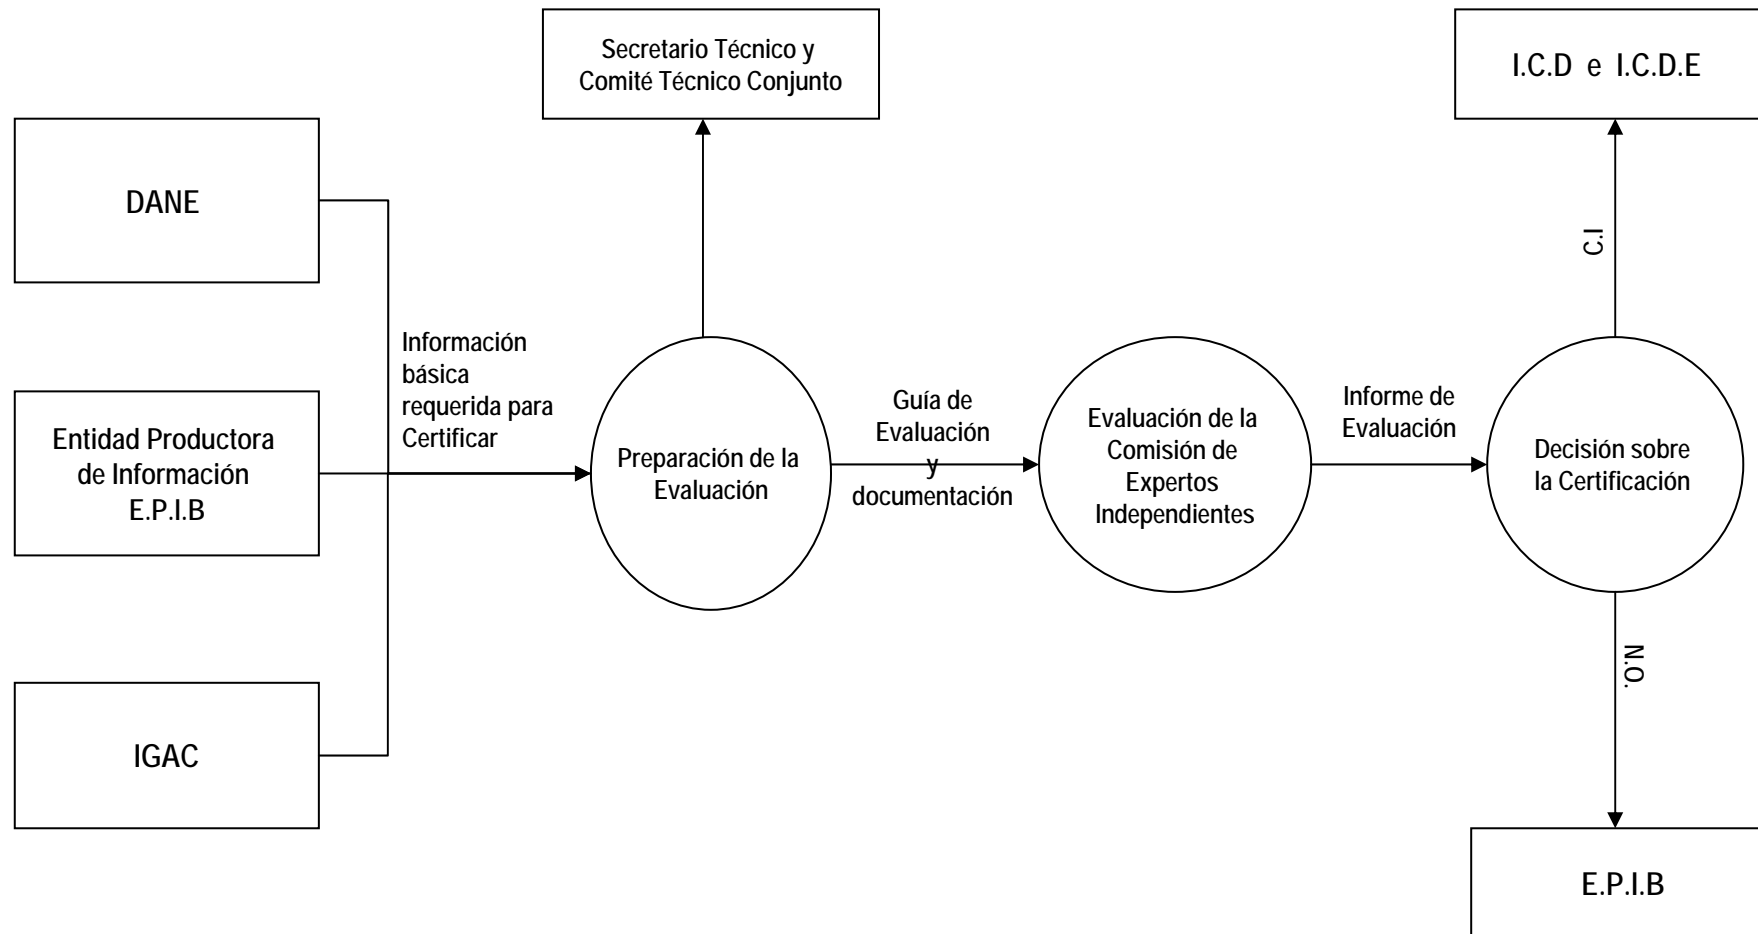 Secretario Técnico y
Comité Técnico Conjunto
I.C.D e I.C.D.E
DANE
C.I
Información
básica
requerida para
Certificar
Entidad Productora
de Información
E.P.I.B
Preparación de la
Evaluación
Guía de
Evaluación
y
documentación
Evaluación de la
Comisión de
Expertos
Independientes
Informe de
Evaluación
Decisión sobre
la Certificación
N.O.
IGAC
E.P.I.B